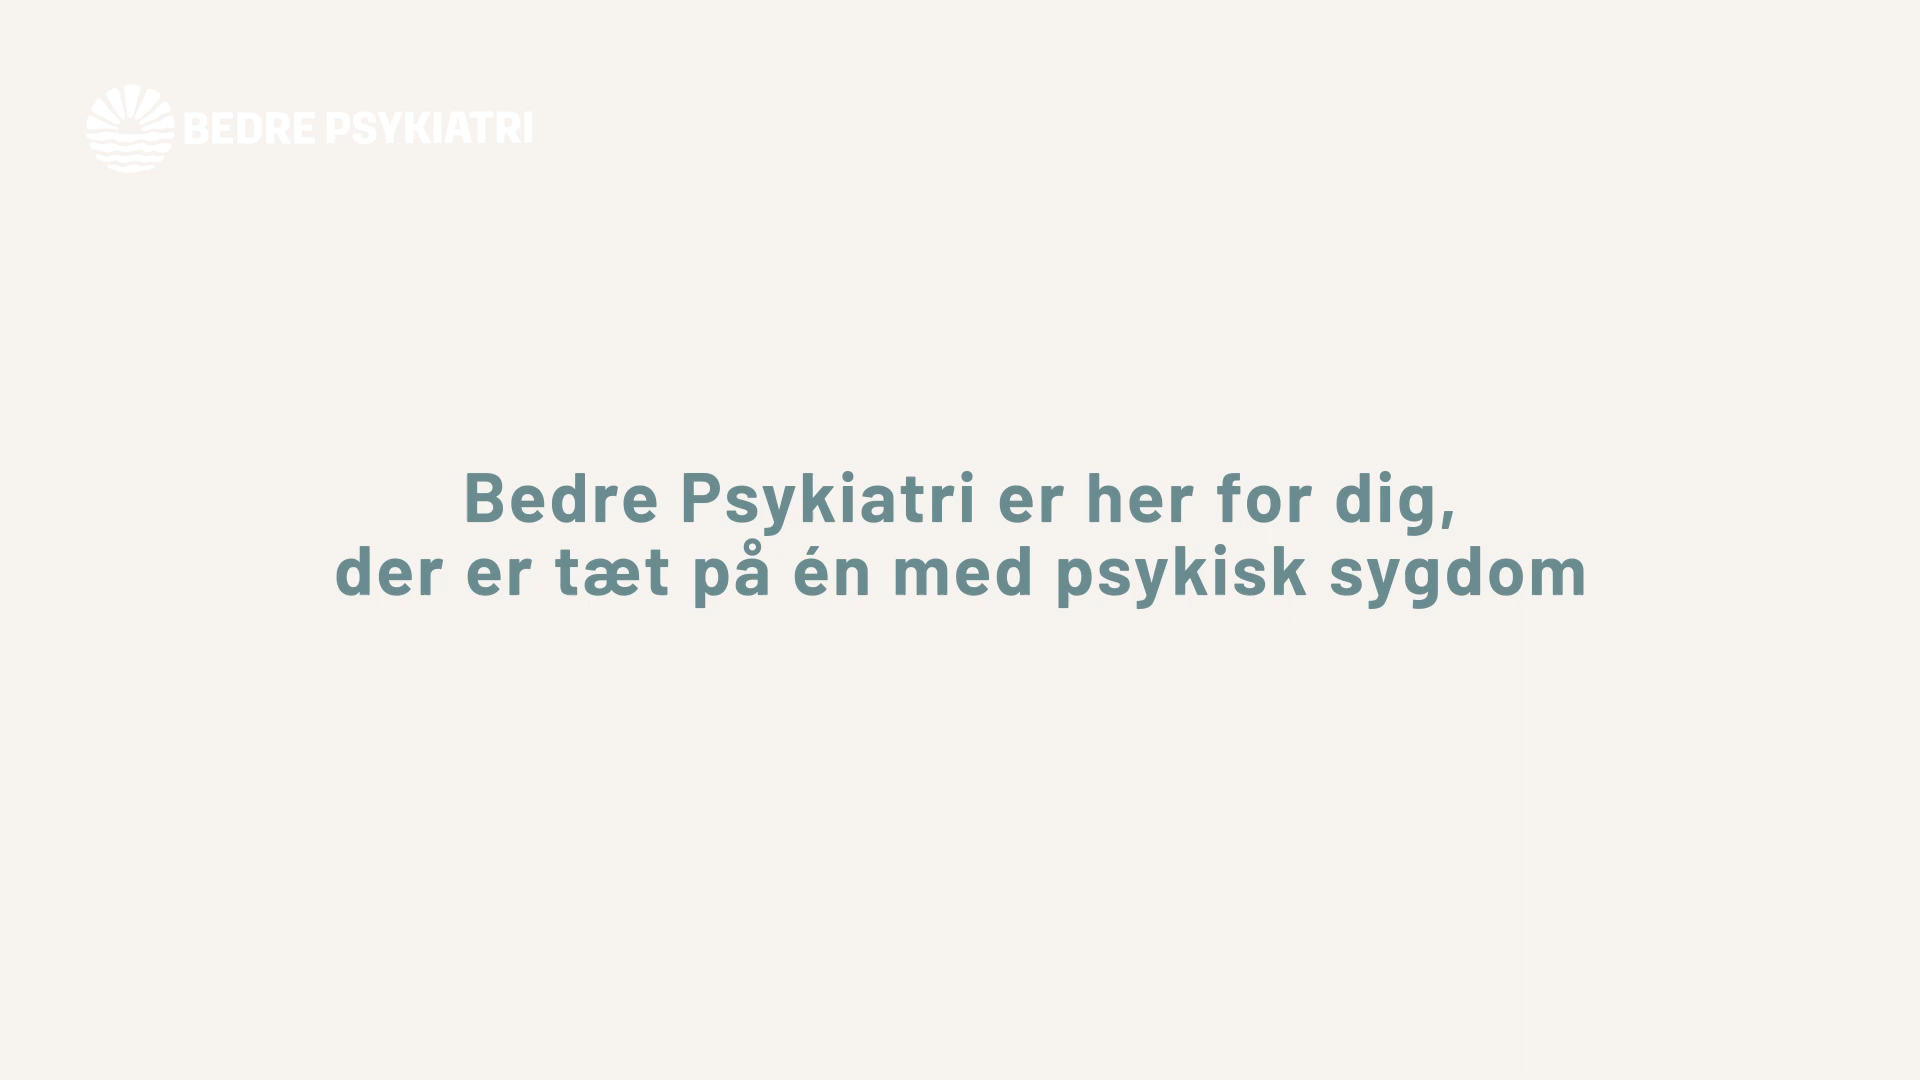 BEDRE PSYKIATRI
Bedre Psykiatri er her for dig,
der er tæt på én med psykisk sygdom